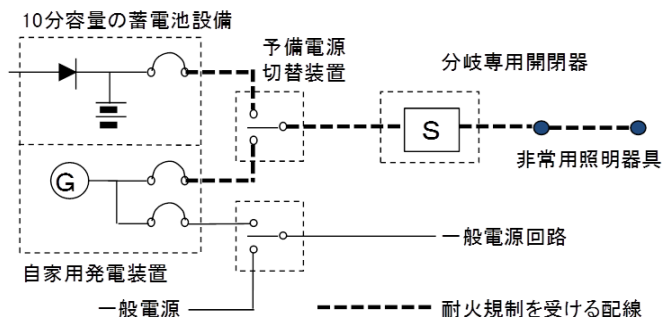 10分容量の蓄電池設備
予備電源
切替装置
分岐専用開閉器
S
非常用照明器具
G
自家用発電装置
一般電源回路
一般電源
耐火規制を受ける配線